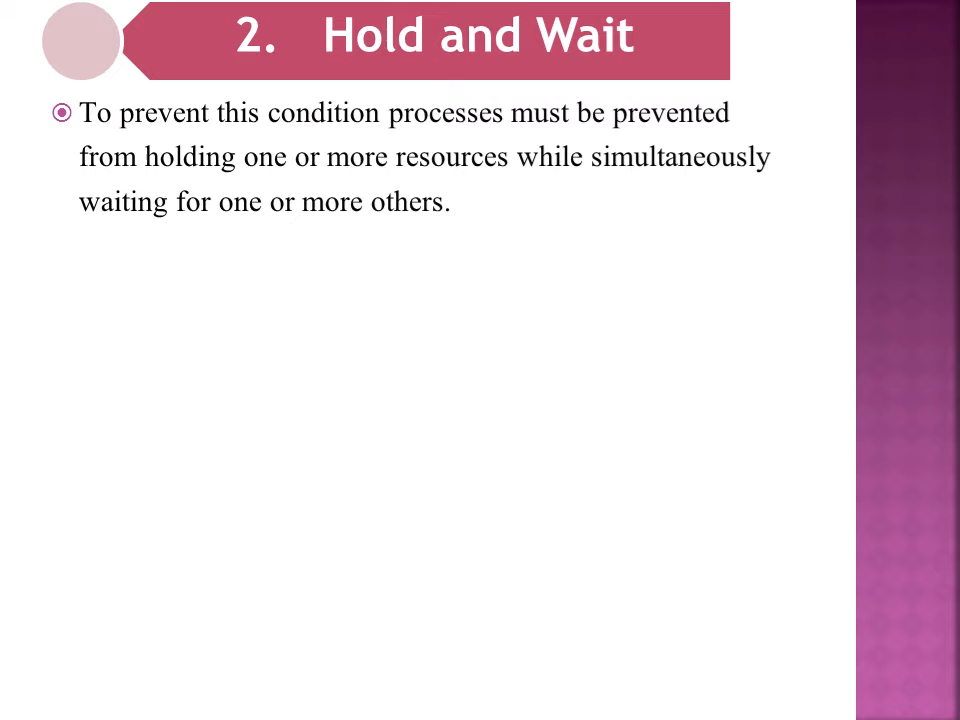 2. Hold and Wait
To prevent this condition processes must be prevented
from holding one or more resources while simultaneously
waiting for one or more others.